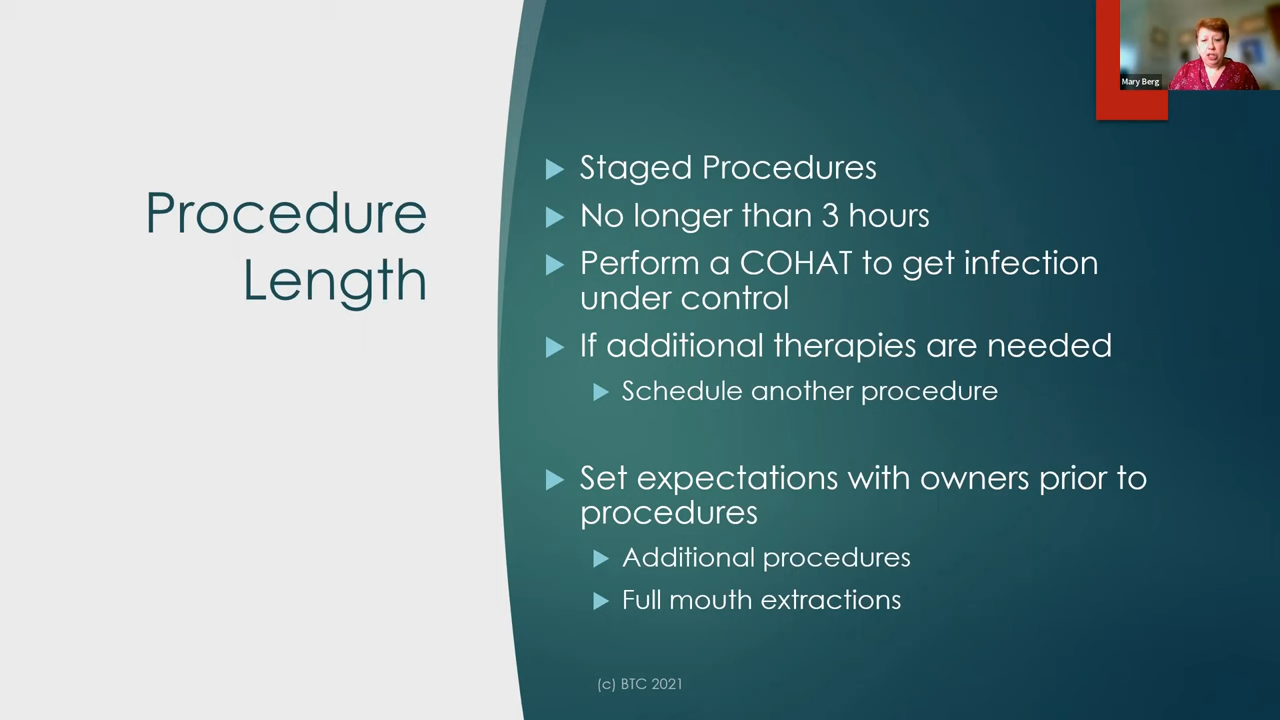 Mary Berg
Procedure
Length
Staged Procedures
No longer than 3 hours
Perform a COHAT to get infection
under control
If additional therapies are needed
Schedule another procedure
Set expectations with owners prior to
procedures
Additional procedures
Full mouth extractions
(c) BTC 2021